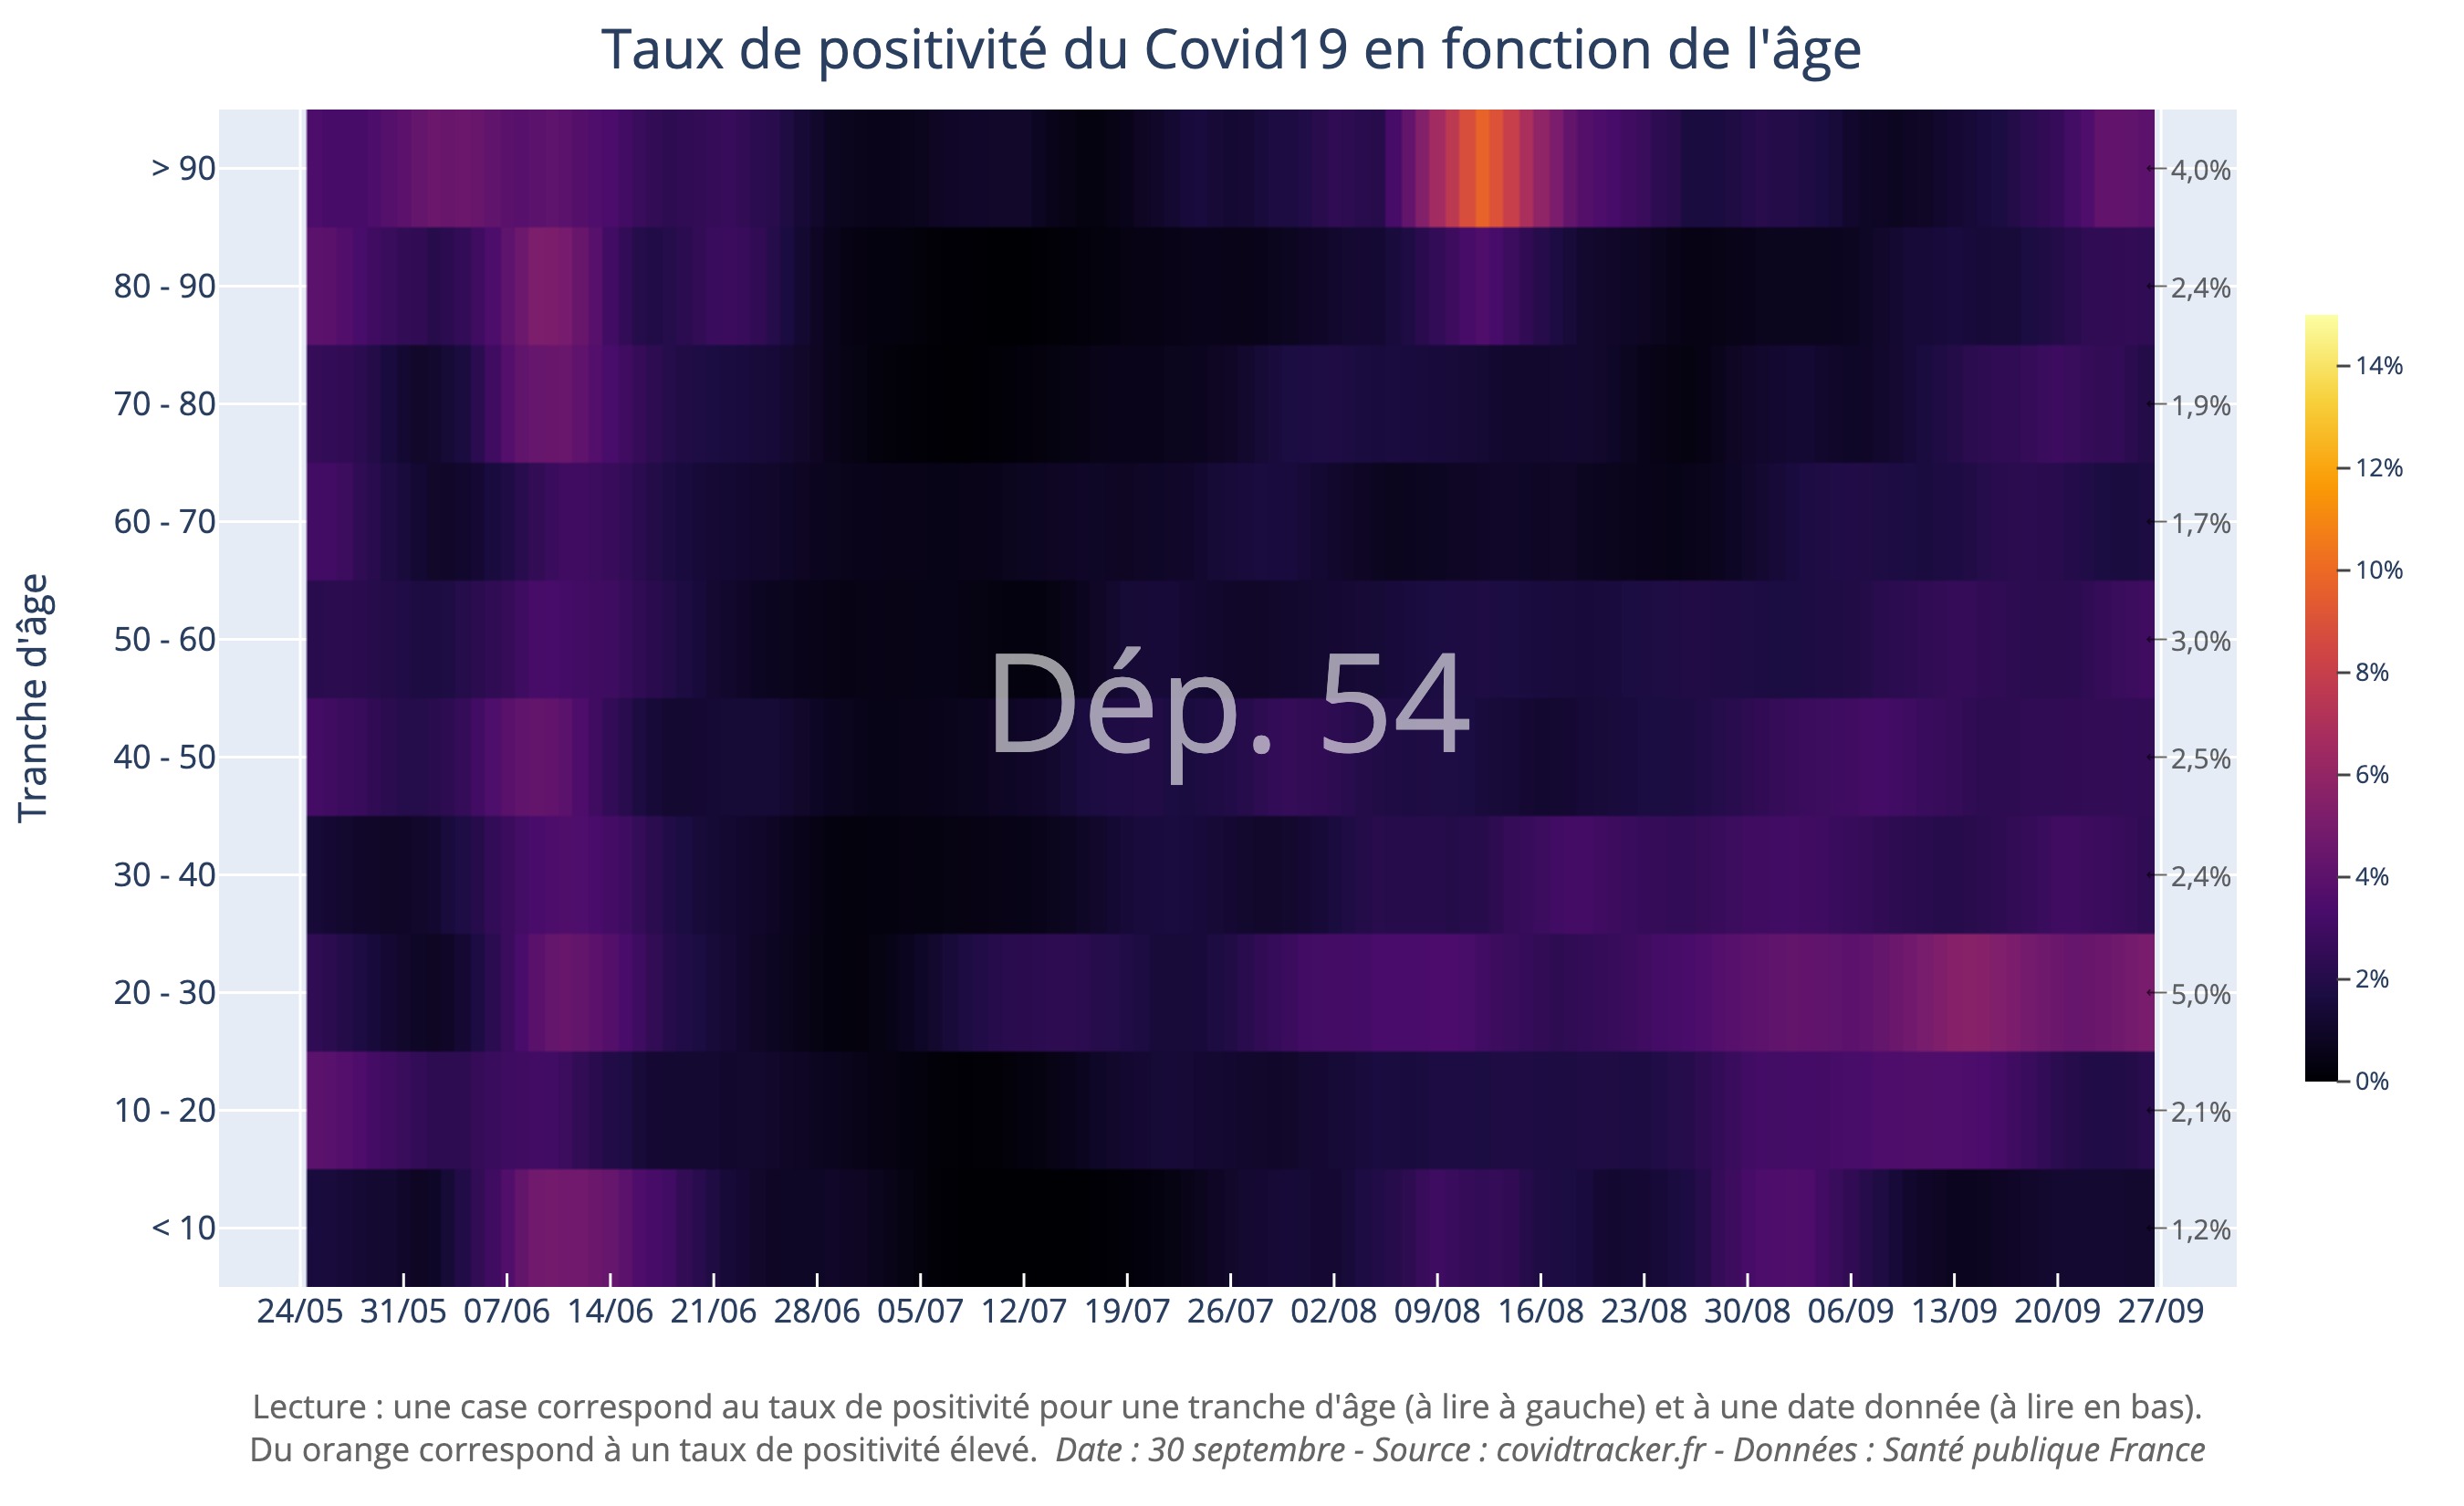 Taux de positivité du Covid19 en fonction de l'âge
Tranche d'âge
> 90
80 - 90
70 - 80
60 - 70
50 - 60
40 - 50
30 - 40
20 - 30
10 - 20
< 10
Dép. 54
4,0%
2,4%
1,9%
1,7%
3,0%
2,5%
2,4%
5,0%
2,1%
1,2%
14%
12%
10%
8%
6%
4%
2%
0%
24/05 31/05 07/06 14/06 21/06 28/06 05/07 12/07 19/07 26/07 02/08 09/08 16/08 23/08 30/08 06/09 13/09 20/09 27/09
Lecture : une case correspond au taux de positivité pour une tranche d'âge (à lire à gauche) et à une date donnée (à lire en bas).
Du orange correspond à un taux de positivité élevé. Date : 30 septembre - Source : covidtracker.fr - Données : Santé publique France